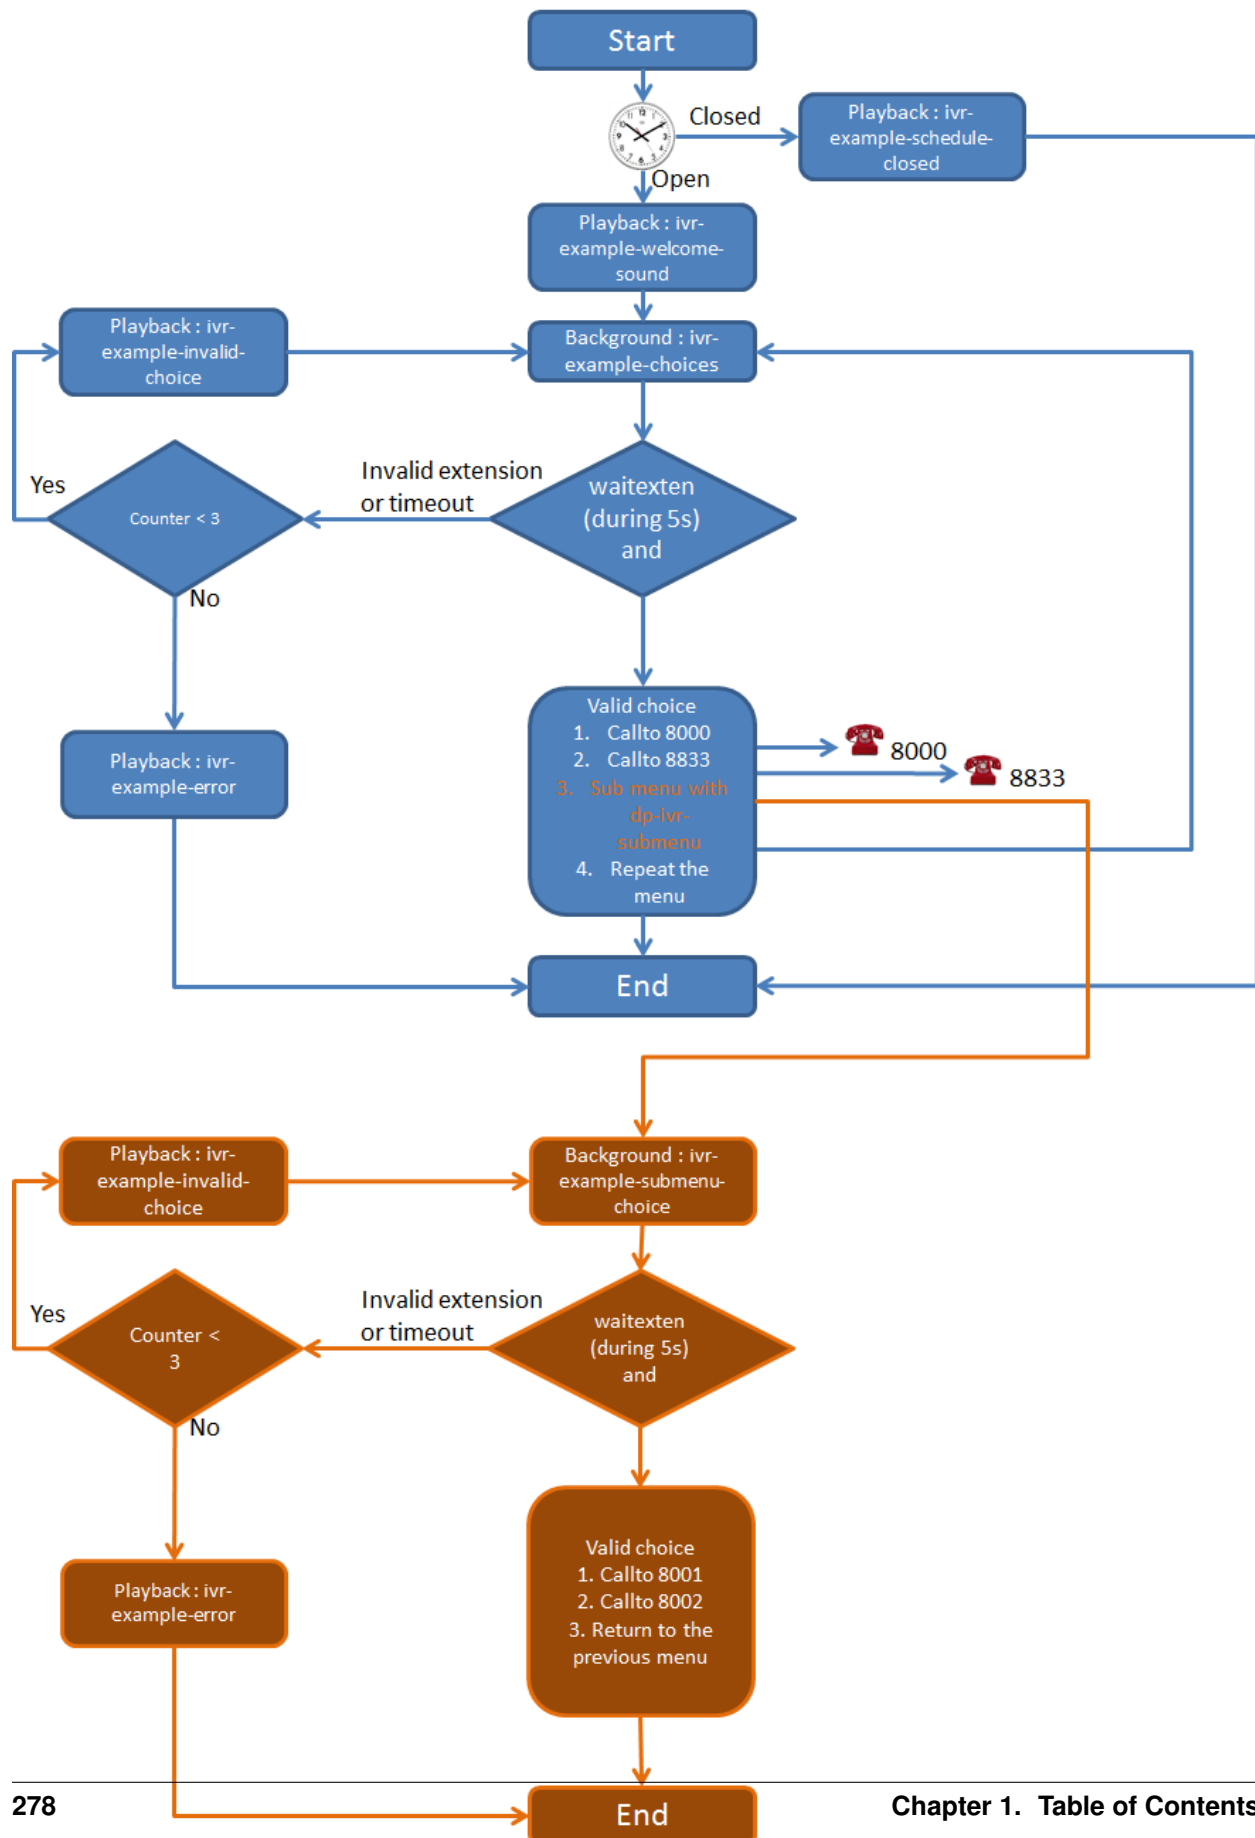 Start
Closed
Playback : ivr-
example-schedule-
closed
Open
Playback : ivr-
example-welcome-
sound
Playback : ivr-
example-invalid-
choice
Background : ivr-
example-choices
Yes
Counter < 3
Invalid extension
or timeout
waitexten
(during 5s)
and
No
Playback : ivr-
example-error
Valid choice
1. Callto 8000
2. Callto 8833
3. Sub menu with
dp-ivr-
submenu
4. Repeat the
menu
8000
8833
End
Playback : ivr-
example-invalid-
choice
Background : ivr-
example-submenu-
choice
Yes
Counter <
3
Invalid extension
or timeout
waitexten
(during 5s)
and
No
Playback : ivr-
example-error
Valid choice
1. Callto 8001
2. Callto 8002
3. Return to the
previous menu
End
278
Chapter 1. Table of Contents